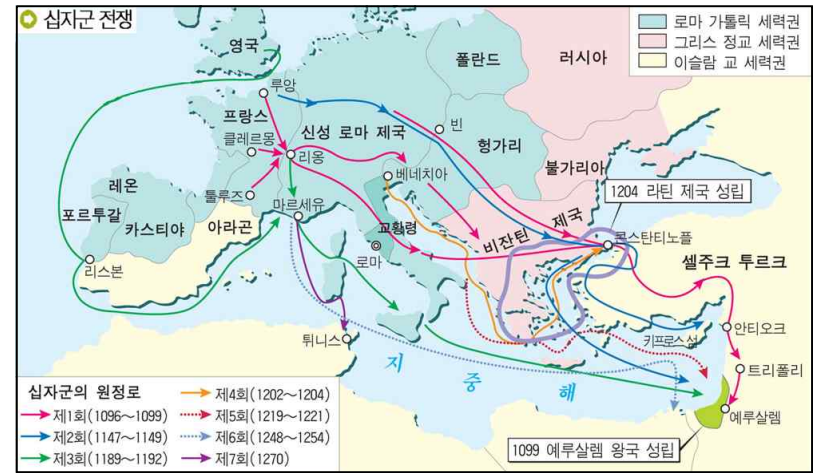 십자군 전쟁
로마 가톨릭 세력권
그리스 정교 세력권
이슬람 교 세력권
영국
폴란드
러시아
루앙
프랑스
신성 로마 제국
빈
헝가리
클레르몽
리옹
베네치아
불가리아
레온
툴루즈
마르세유
1204 라틴 제국 성립
포르투갈
카스티야
아라곤
교황령
비잔틴 제국
콘스탄티노플
리스본
로마
셀주크 투르크
튀니스
키프로스 섬
안티오크
지중해
트리폴리
예루살렘
1099 예루살렘 왕국 성립
십자군의 원정로
제1회(1096~1099)
제2회(1147~1149)
제3회(1189~1192)
제4회(1202~1204)
제5회(1219~1221)
제6회(1248~1254)
제7회(1270)